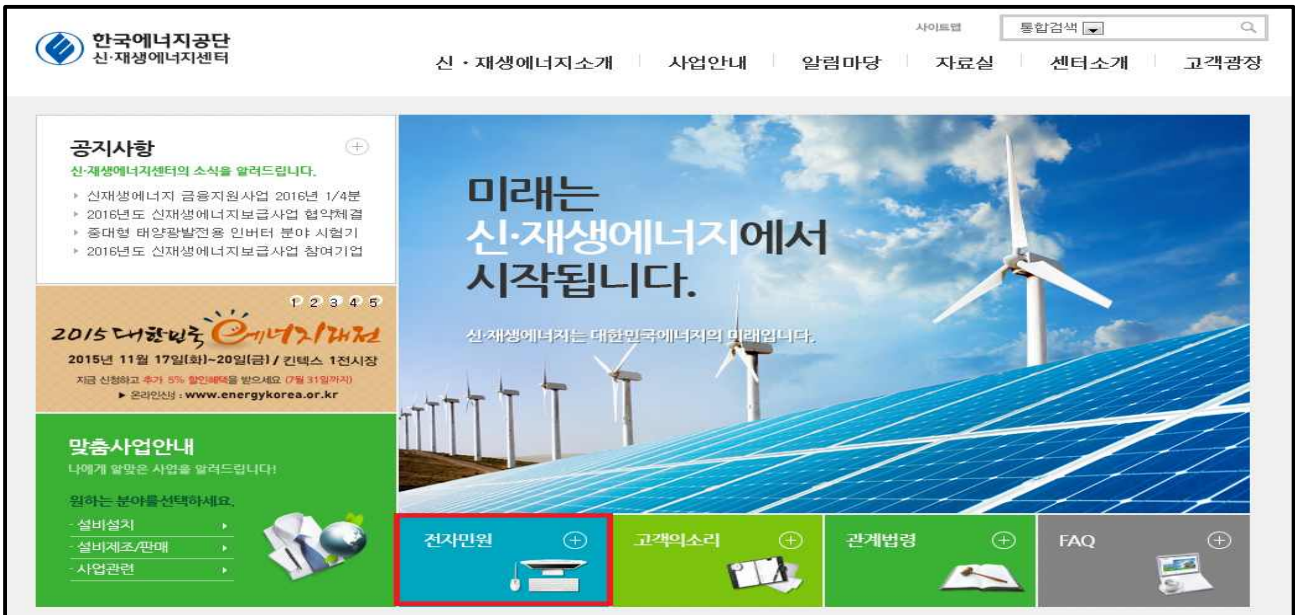 한국에너지공단
신·재생에너지센터
사이트맵
통합검색
신·재생에너지소개
사업안내
알림마당
자료실
센터소개
고객광장
공지사항
신·재생에너지센터의 소식을 알려드립니다.
신재생에너지 금융지원사업 2016년 1/4분
2016년도 신재생에너지보급사업 협약체결
중대형 태양광발전용 인버터 분야 시험기
2016년도 신재생에너지보급사업 참여기업
미래는
신·재생에너지에서
시작됩니다.
신·재생에너지는 대한민국에너지의 미래입니다.
1 2 3 4 5
2015 대한민국 에너지대전
2015년 11월 17일(화)~20일(금) / 킨텍스 1전시장
지금 신청하고 추가 5% 할인혜택을 받으세요 (7월 31일까지)
▶ 온라인신청 : www.energykorea.or.kr
맞춤사업안내
나에게 알맞은 사업을 알려드립니다!
원하는 분야를선택하세요.
· 설비설치
· 설비제조/판매
· 사업관련
전자민원
고객의소리
관계법령
FAQ